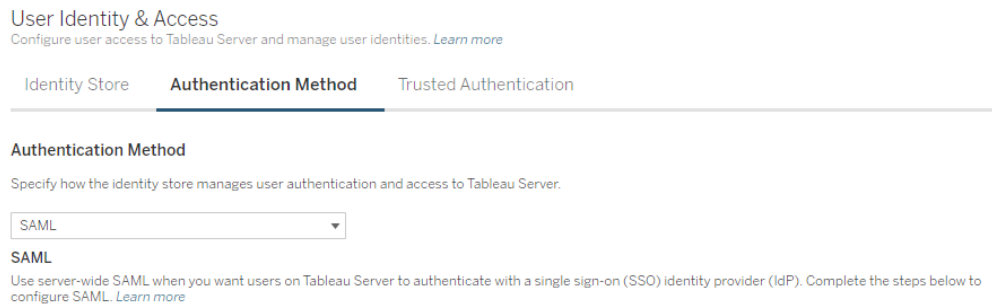 User Identity & Access
Configure user access to Tableau Server and manage user identities. Learn more
Identity Store Authentication Method Trusted Authentication
Authentication Method
Specify how the identity store manages user authentication and access to Tableau Server.
SAML
SAML
Use server-wide SAML when you want users on Tableau Server to authenticate with a single sign-on (SSO) identity provider (IdP). Complete the steps below to
configure SAML. Learn more